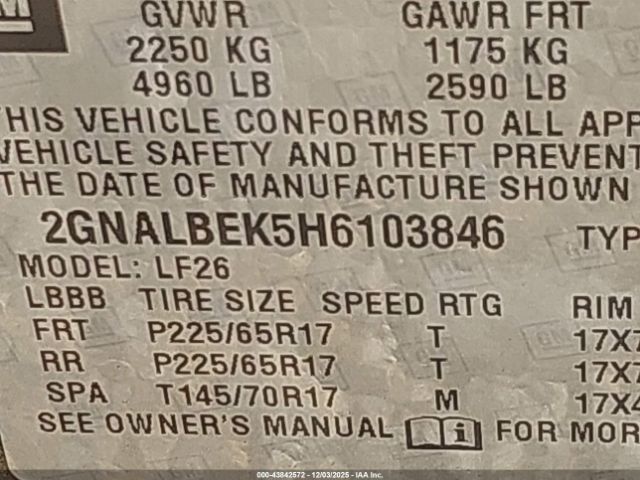 GM
GVWR GAWR FRT
2250 KG 1175 KG
4960 LB 2590 LB
THIS VEHICLE CONFORMS TO ALL APP
VEHICLE SAFETY AND THEFT PREVENT
THE DATE OF MANUFACTURE SHOWN
2GNALBEK5H6103846 TYP
MODEL: LF26
LBBB TIRE SIZE SPEED RTG RIM
FRT P225/65R17 T 17X7
RR P225/65R17 T 17X7
SPA T145/70R17 M 17X4
SEE OWNER'S MANUAL i FOR MOR
000-43842572 - 12/03/2025 - IAA Inc.